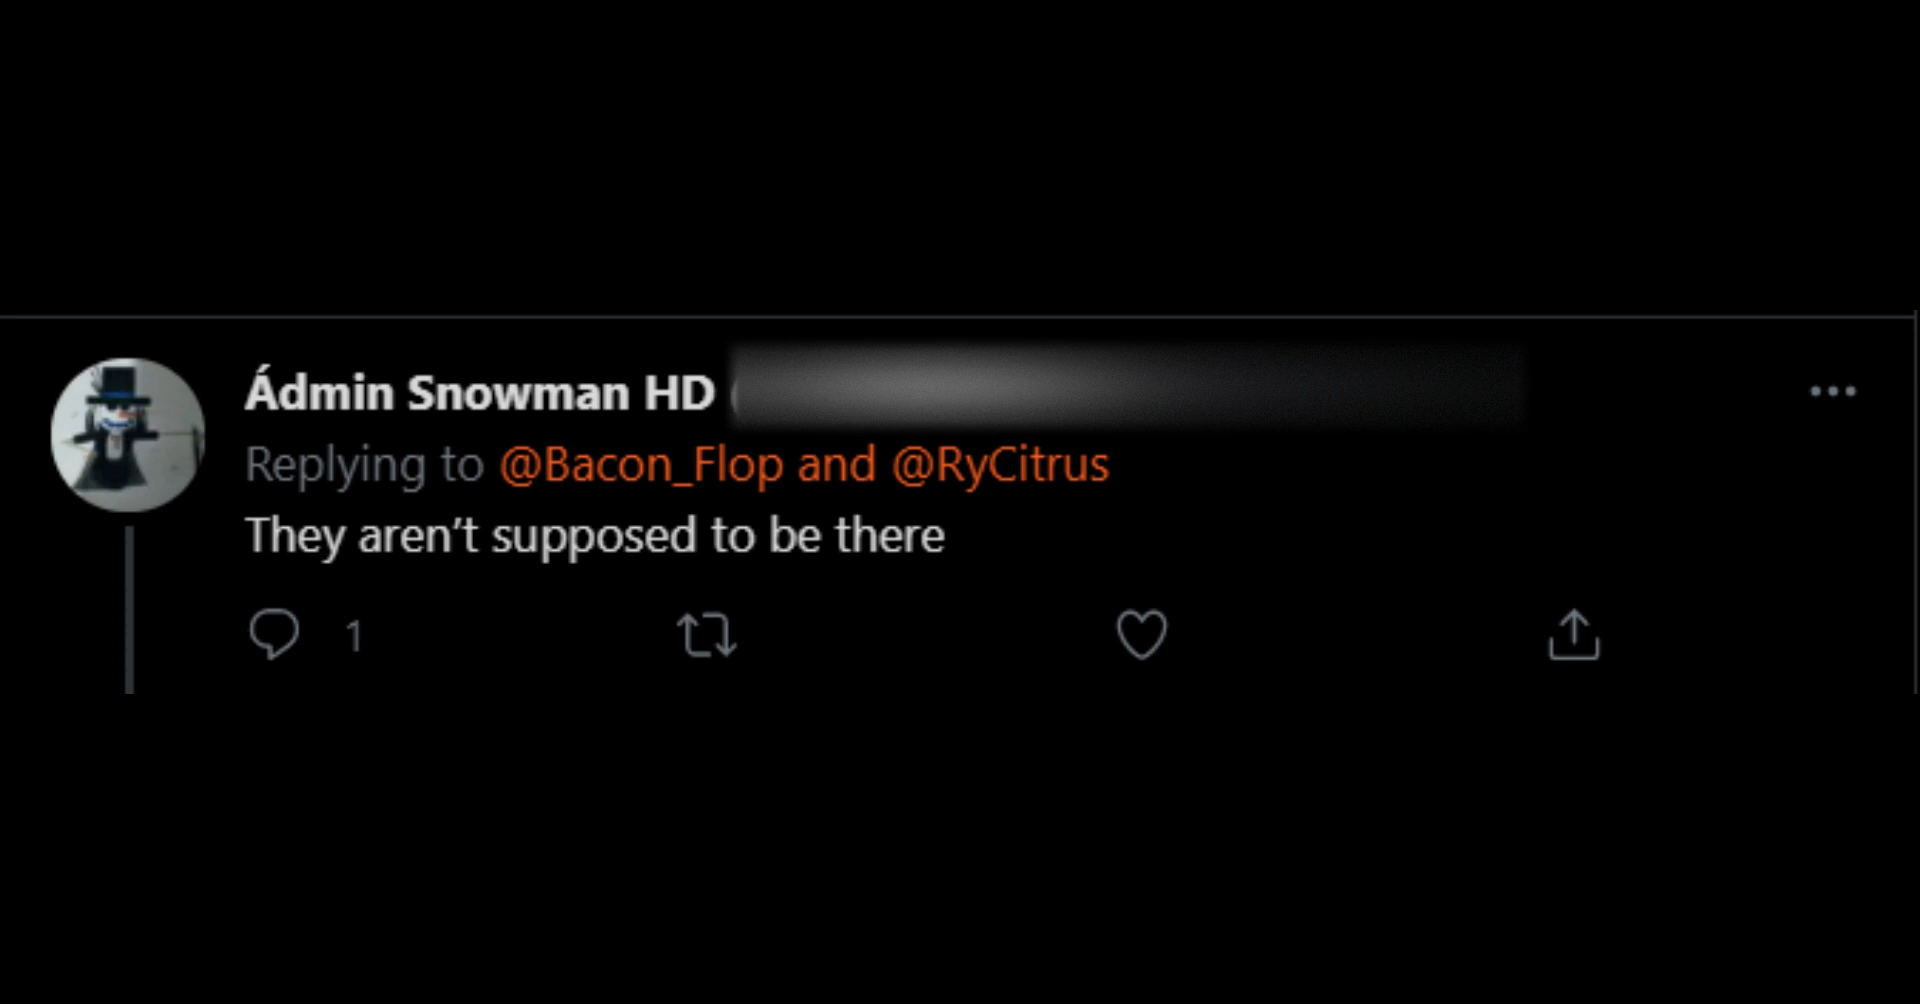 Ádmin Snowman HD
Replying to @Bacon_Flop and @RyCitrus
They aren’t supposed to be there
1